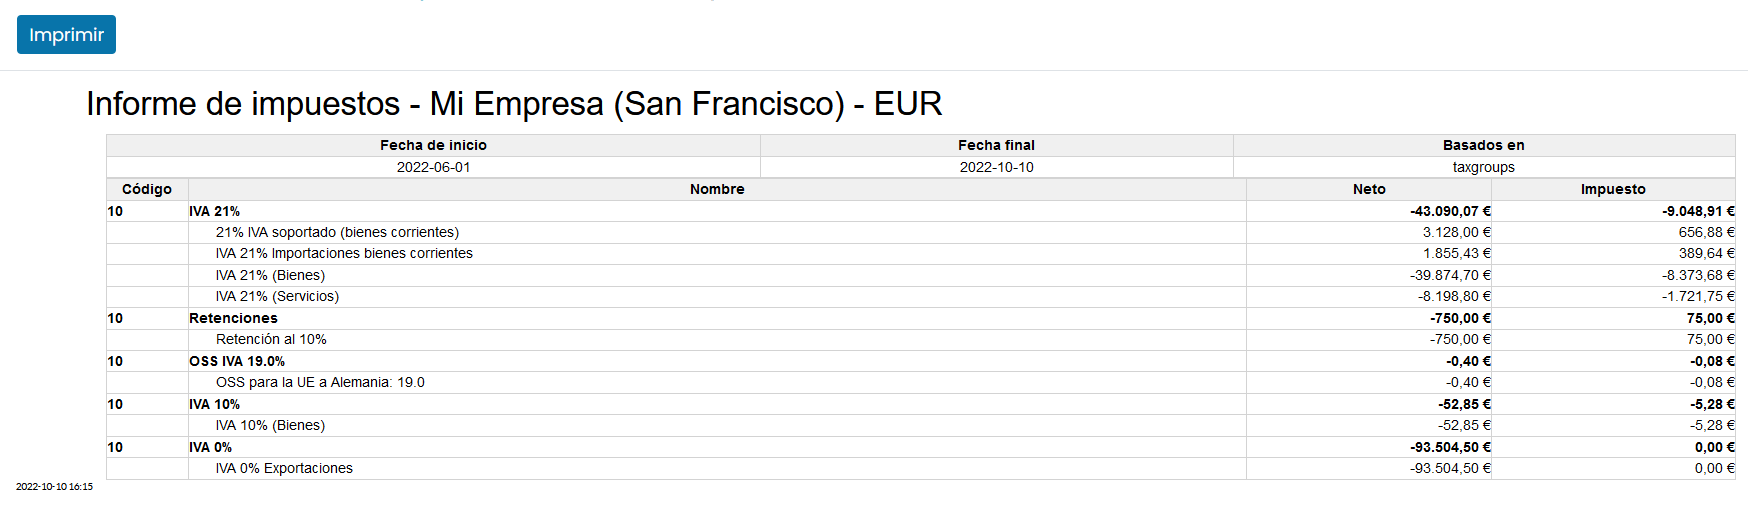 Imprimir
Informe de impuestos - Mi Empresa (San Francisco) - EUR
Fecha de inicio Fecha final Basados en
2022-06-01 2022-10-10 taxgroups
Código Nombre Neto Impuesto
10 IVA 21% -43.090,07 € -9.048,91 €
21% IVA soportado (bienes corrientes) 3.128,00 € 656,88 €
IVA 21% Importaciones bienes corrientes 1.855,43 € 389,64 €
IVA 21% (Bienes) -39.874,70 € -8.373,68 €
IVA 21% (Servicios) -8.198,80 € -1.721,75 €
10 Retenciones -750,00 € 75,00 €
Retención al 10% -750,00 € 75,00 €
10 OSS IVA 19.0% -0,40 € -0,08 €
OSS para la UE a Alemania: 19.0 -0,40 € -0,08 €
10 IVA 10% -52,85 € -5,28 €
IVA 10% (Bienes) -52,85 € -5,28 €
10 IVA 0% -93.504,50 € 0,00 €
IVA 0% Exportaciones -93.504,50 € 0,00 €
2022-10-10 16:15